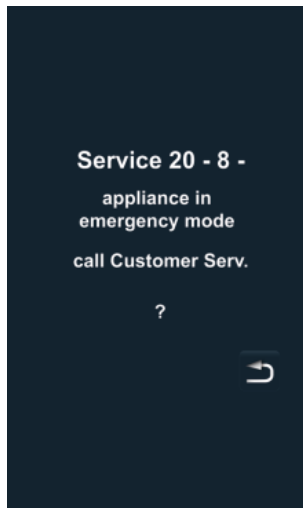 Service 20 - 8 -
appliance in
emergency mode
call Customer Serv.
?